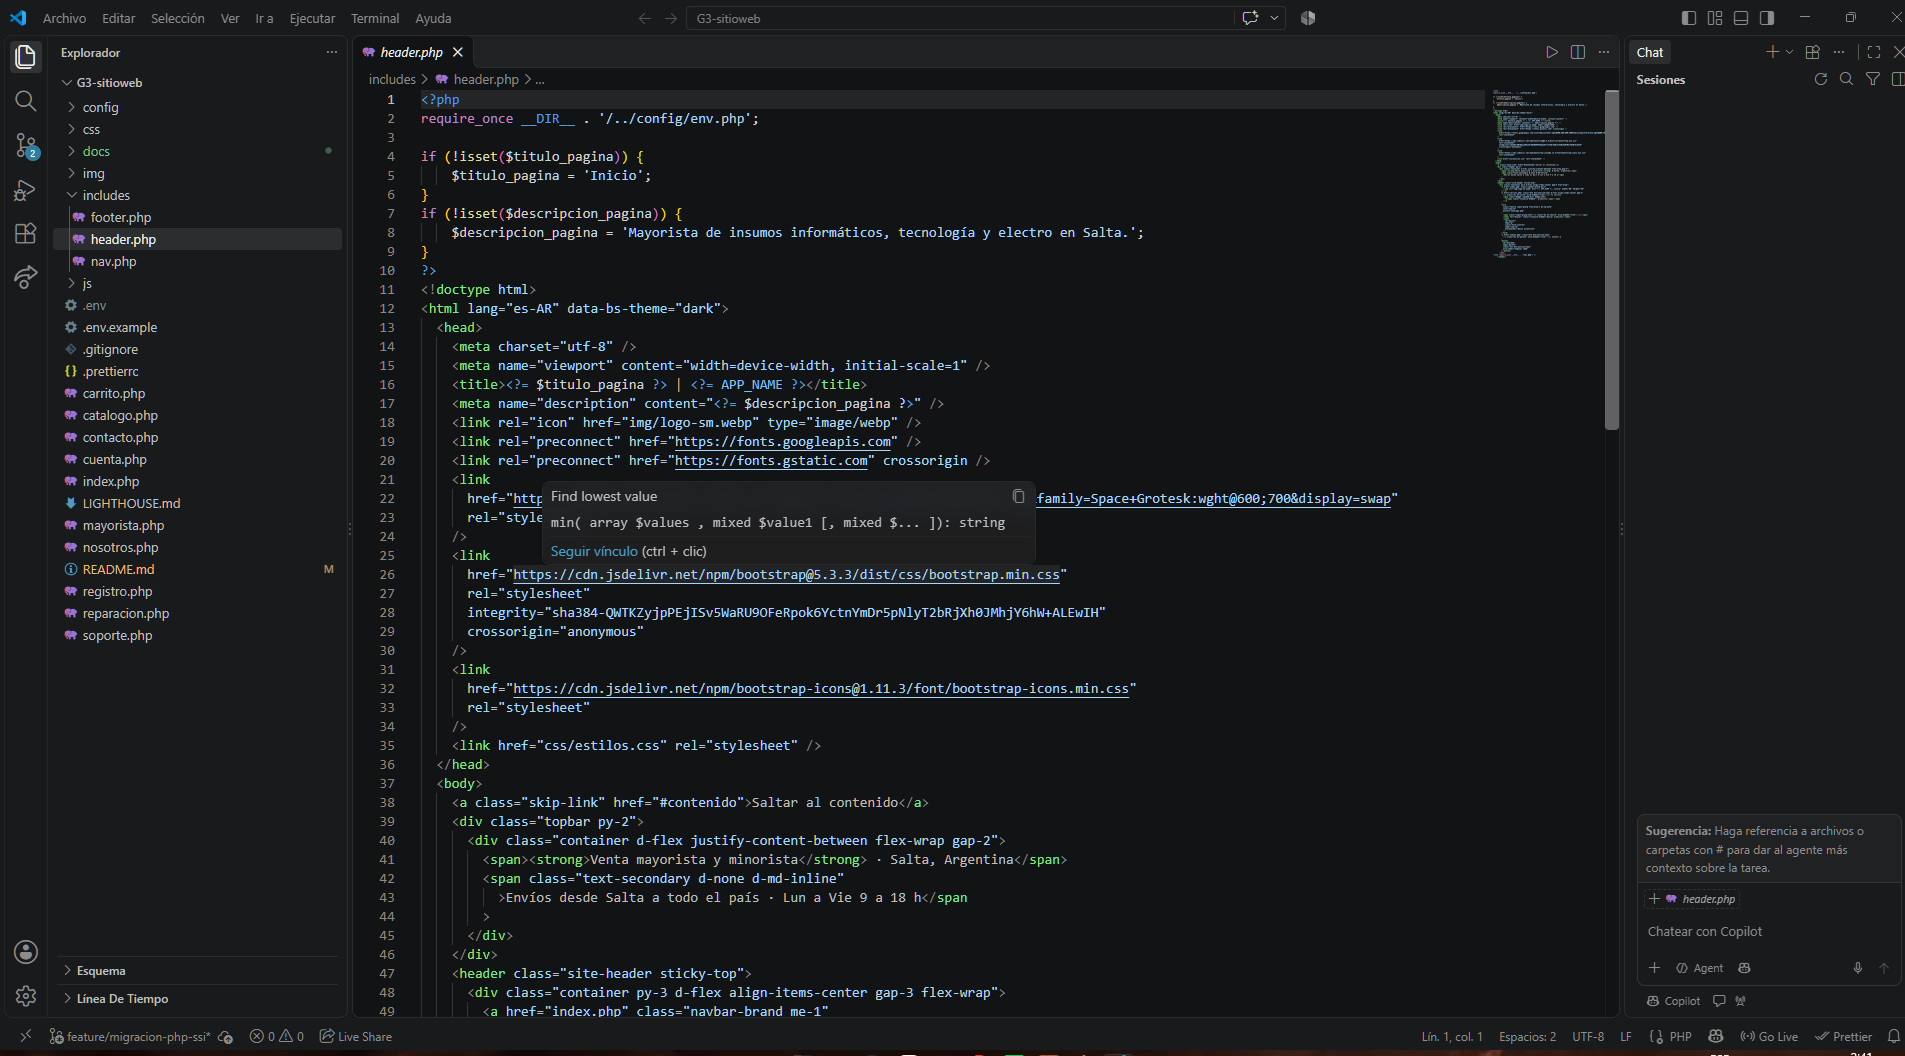 Archivo Editar Selección Ver Ir a Ejecutar Terminal Ayuda G3-sitioweb
Explorador
G3-sitioweb
config
css
docs
img
includes
footer.php
header.php
nav.php
js
.env
.env.example
.gitignore
.prettierrc
carrito.php
catalogo.php
contacto.php
cuenta.php
index.php
LIGHTHOUSE.md
mayorista.php
nosotros.php
README.md M
registro.php
reparacion.php
soporte.php
Esquema
Línea De Tiempo
2
header.php
includes > header.php > ...
1 <?php
2 require_once __DIR__ . '/../config/env.php';
3
4 if (!isset($titulo_pagina)) {
5 $titulo_pagina = 'Inicio';
6 }
7 if (!isset($descripcion_pagina)) {
8 $descripcion_pagina = 'Mayorista de insumos informáticos, tecnología y electro en Salta.';
9 }
10 ?>
11 <!doctype html>
12 <html lang="es-AR" data-bs-theme="dark">
13 <head>
14 <meta charset="utf-8" />
15 <meta name="viewport" content="width=device-width, initial-scale=1" />
16 <title><?= $titulo_pagina ?> | <?= APP_NAME ?></title>
17 <meta name="description" content="<?= $descripcion_pagina ?>" />
18 <link rel="icon" href="img/logo-sm.webp" type="image/webp" />
19 <link rel="preconnect" href="https://fonts.googleapis.com" />
20 <link rel="preconnect" href="https://fonts.gstatic.com" crossorigin />
21 <link
22 href="http family=Space+Grotesk:wght@600;700&display=swap"
23 rel="style
24 />
25 <link
26 href="https://cdn.jsdelivr.net/npm/bootstrap@5.3.3/dist/css/bootstrap.min.css"
27 rel="stylesheet"
28 integrity="sha384-QWTKZyjpPEjISv5WaRU9OFeRpok6YctnYmDr5pNlyT2bRjXh0JMhjY6hW+ALEwIH"
29 crossorigin="anonymous"
30 />
31 <link
32 href="https://cdn.jsdelivr.net/npm/bootstrap-icons@1.11.3/font/bootstrap-icons.min.css"
33 rel="stylesheet"
34 />
35 <link href="css/estilos.css" rel="stylesheet" />
36 </head>
37 <body>
38 <a class="skip-link" href="#contenido">Saltar al contenido</a>
39 <div class="topbar py-2">
40 <div class="container d-flex justify-content-between flex-wrap gap-2">
41 <span><strong>Venta mayorista y minorista</strong> · Salta, Argentina</span>
42 <span class="text-secondary d-none d-md-inline"
43 >Envíos desde Salta a todo el país · Lun a Vie 9 a 18 h</span
44 >
45 </div>
46 </div>
47 <header class="site-header sticky-top">
48 <div class="container py-3 d-flex align-items-center gap-3 flex-wrap">
49 <a href="index.php" class="navbar-brand me-1"
Find lowest value
min( array $values , mixed $value1 [, mixed $... ]): string
Seguir vínculo (ctrl + clic)
Chat
Sesiones
Sugerencia: Haga referencia a archivos o
carpetas con # para dar al agente más
contexto sobre la tarea.
header.php
Chatear con Copilot
Agent
Copilot
feature/migracion-php-ssi* 0 0 Live Share Lín. 1, col. 1 Espacios: 2 UTF-8 LF PHP Go Live Prettier